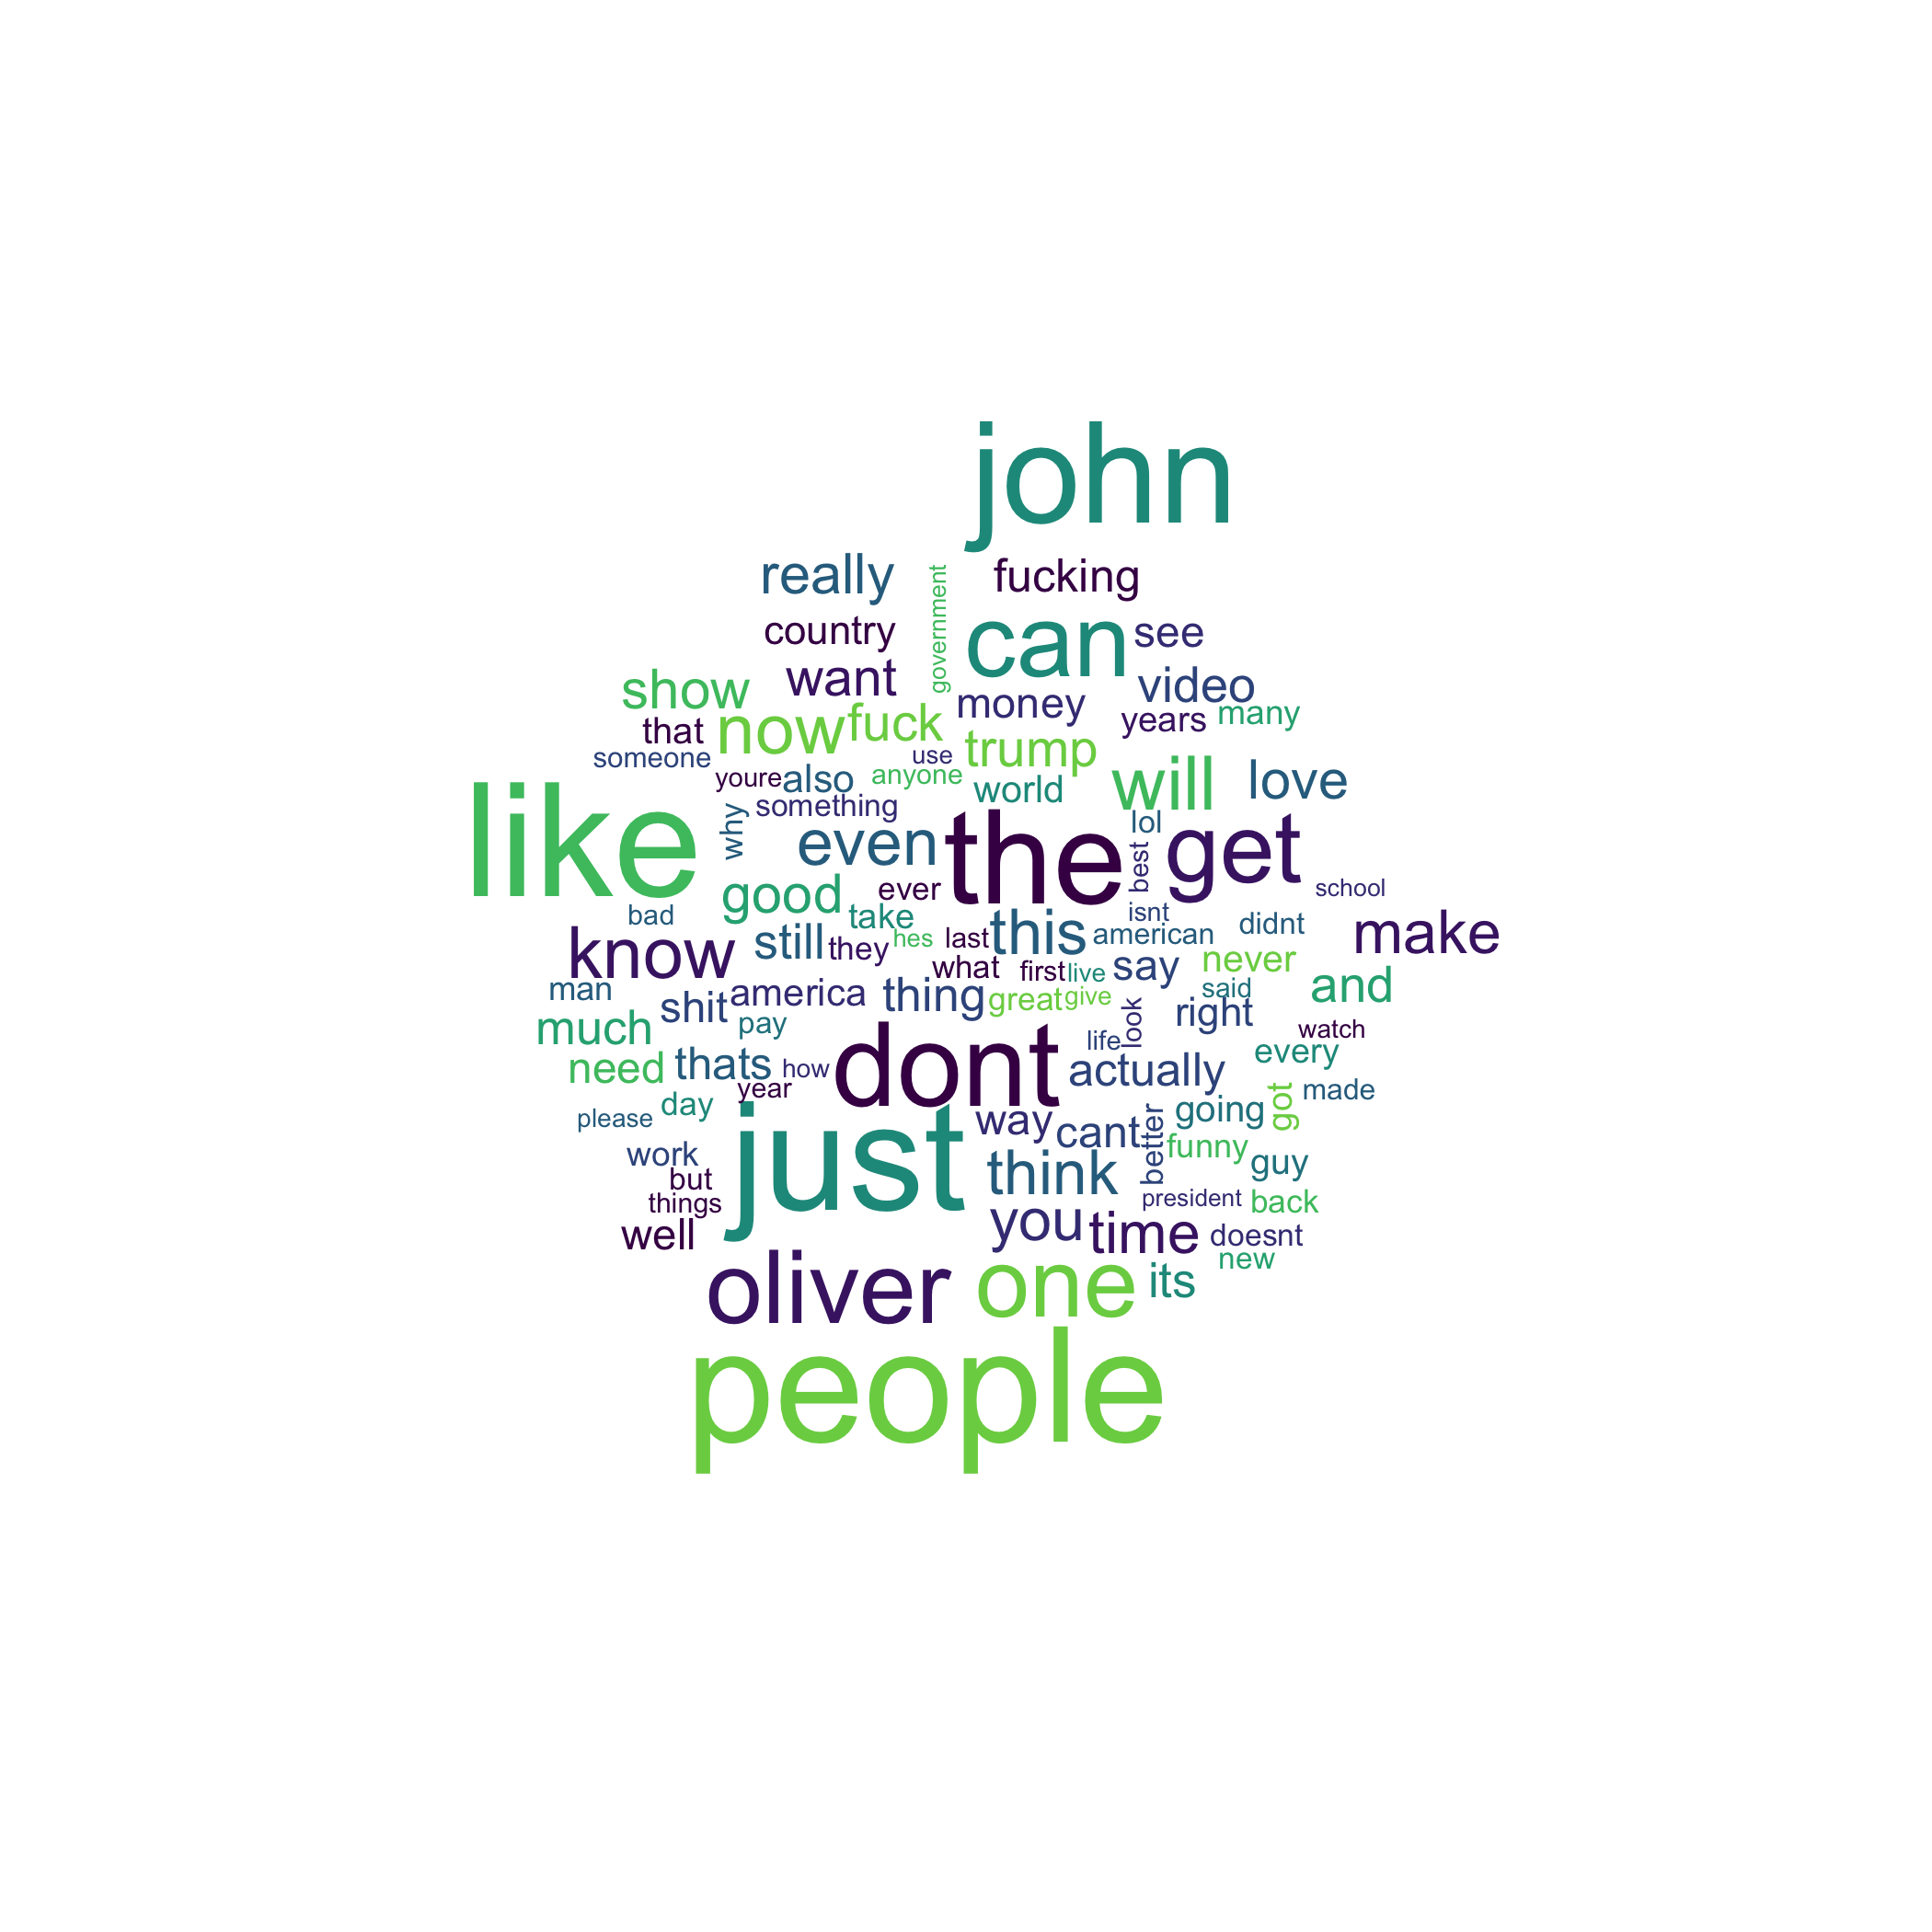 john
really
government
fucking
country
can
see
want
show
money
video
that
now
fuck
years
many
someone
use
trump
youre
also
anyone
world
will
love
like
why
something
even
the
lol
get
best
school
good
ever
bad
take
this
isnt
didnt
make
know
still
they
hes
last
american
what
first
live
say
never
man
shit
america
thing
great
give
look
said
and
much
pay
right
watch
need
thats
how
dont
life
actually
every
year
made
please
day
just
way
cant
better
going
got
work
think
funny
guy
but
things
president
back
well
you
time
doesnt
new
oliver
one
its
people